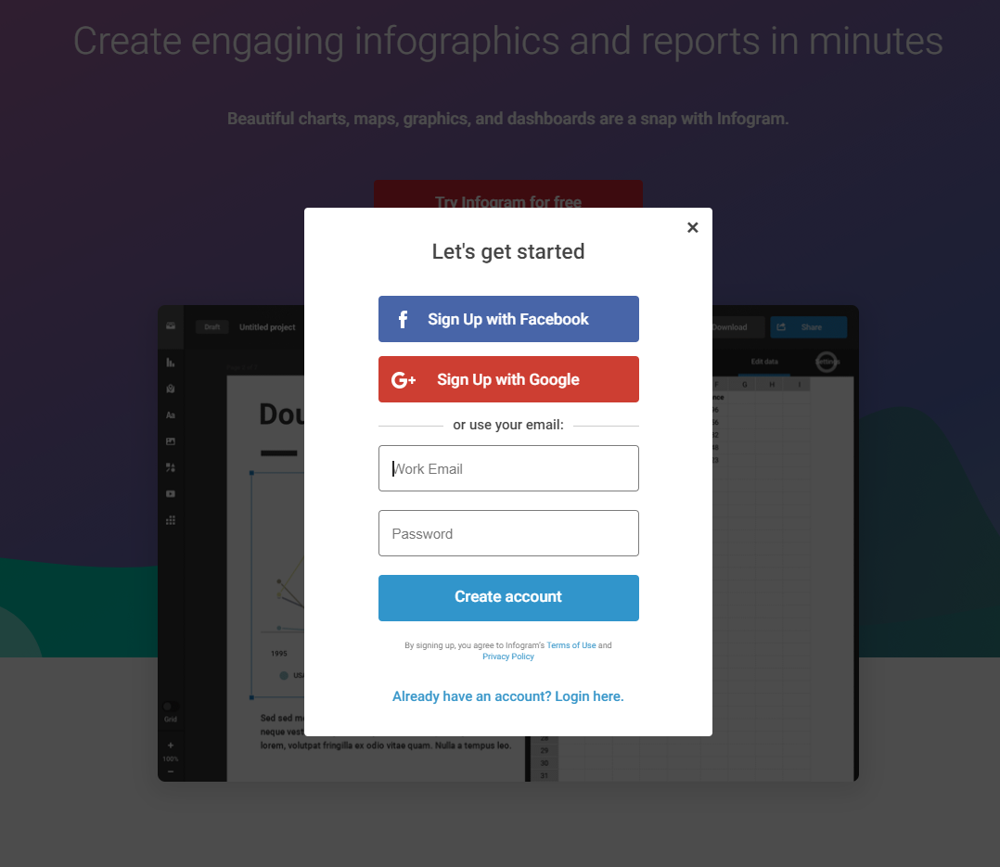 Create engaging infographics and reports in minutes
Beautiful charts, maps, graphics, and dashboards are a snap with Infogram.
Try Infogram for free
×
Let's get started
f Sign Up with Facebook
G+ Sign Up with Google
or use your email:
Work Email
Password
Create account
By signing up, you agree to Infogram's Terms of Use and
Privacy Policy
Already have an account? Login here.
Draft Untitled project
Download Share
Edit data Settings
F G H I
Aa
1995
Grid
+
100%
Sed sed
neque
lorem, volutpat fringilla ex odio vitae quam. Nulla a tempus leo.
29
30
31